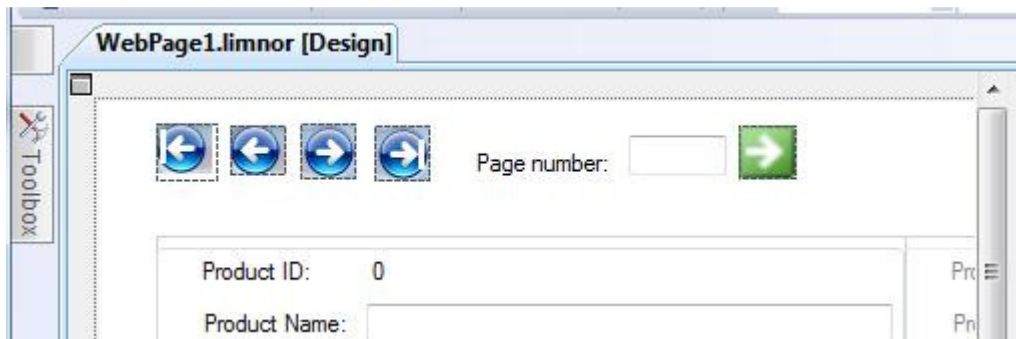 WebPage1.limnor [Design]
Toolbox
Page number:
Product ID: 0
Product Name: